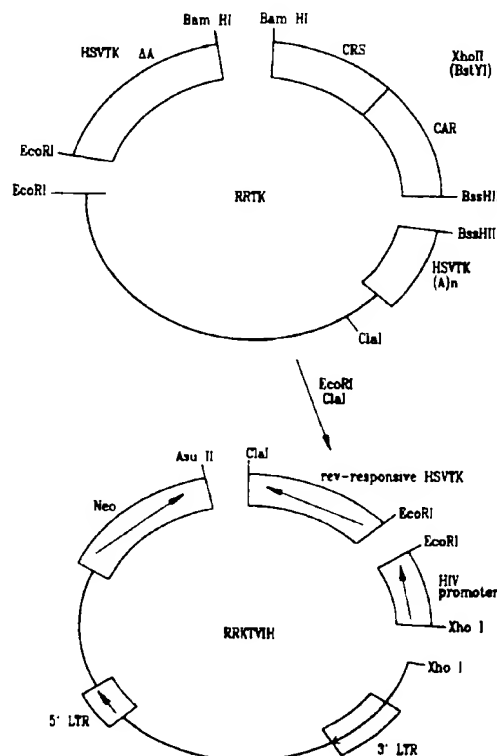 Bam HI
Bam HI
HSVTK ΔA
CRS
XhoII
(BstYI)
CAR
EcoRI
EcoRI
RRTK
BssHI
BssHII
HSVTK
(A)n
ClaI
EcoRI
ClaI
Asu II
ClaI
rev-responsive HSVTK
Neo
EcoRI
EcoRI
HIV
promoter
Xho I
RRKTVIH
Xho I
5' LTR
3' LTR